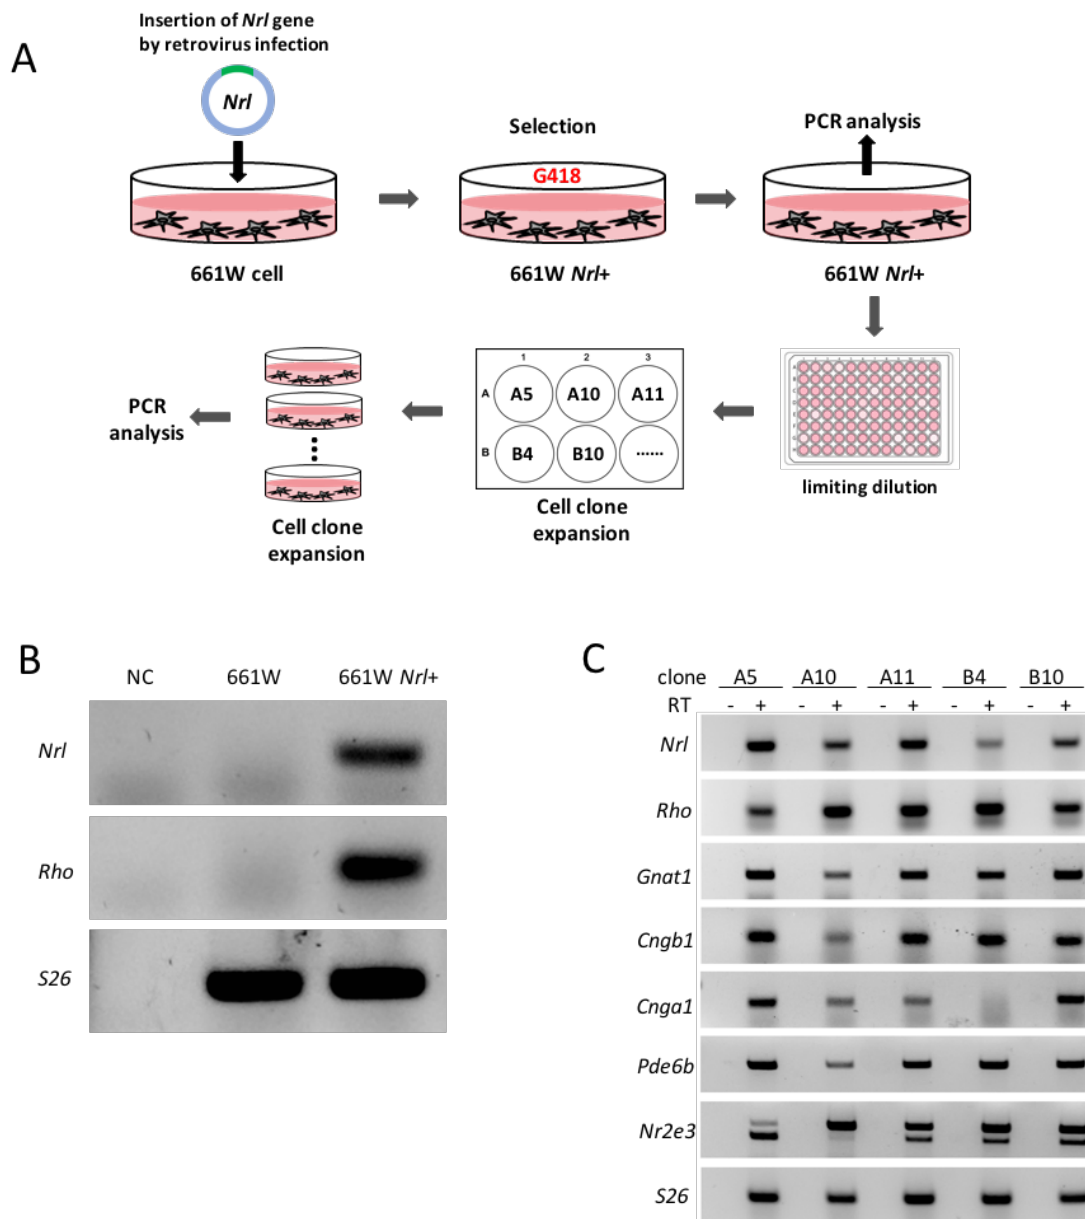 A
Insertion of Nrl gene
by retrovirus infection
Nrl
Selection
G418
PCR analysis
661W cell
661W Nrl+
661W Nrl+
PCR
analysis
1 2 3
A
B
A5 A10 A11
B4 B10 ......
Cell clone
expansion
Cell clone
expansion
limiting dilution
B
NC 661W 661W Nrl+
Nrl
Rho
S26
C
clone A5 A10 A11 B4 B10
RT - + - + - + - + - +
Nrl
Rho
Gnat1
Cngb1
Cnga1
Pde6b
Nr2e3
S26